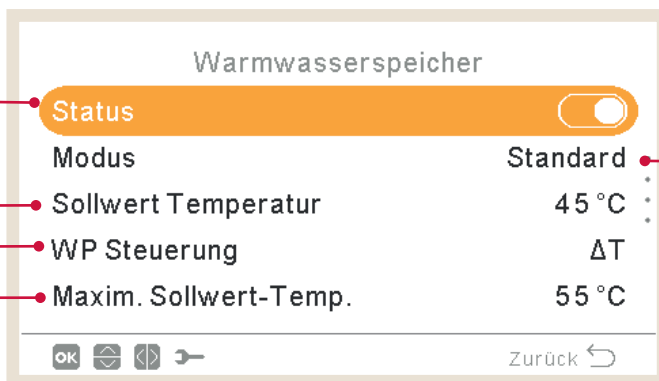 Warmwasserspeicher
Status
Modus Standard
Sollwert Temperatur 45°C
WP Steuerung ΔT
Maxim. Sollwert-Temp. 55°C
OK Zurück